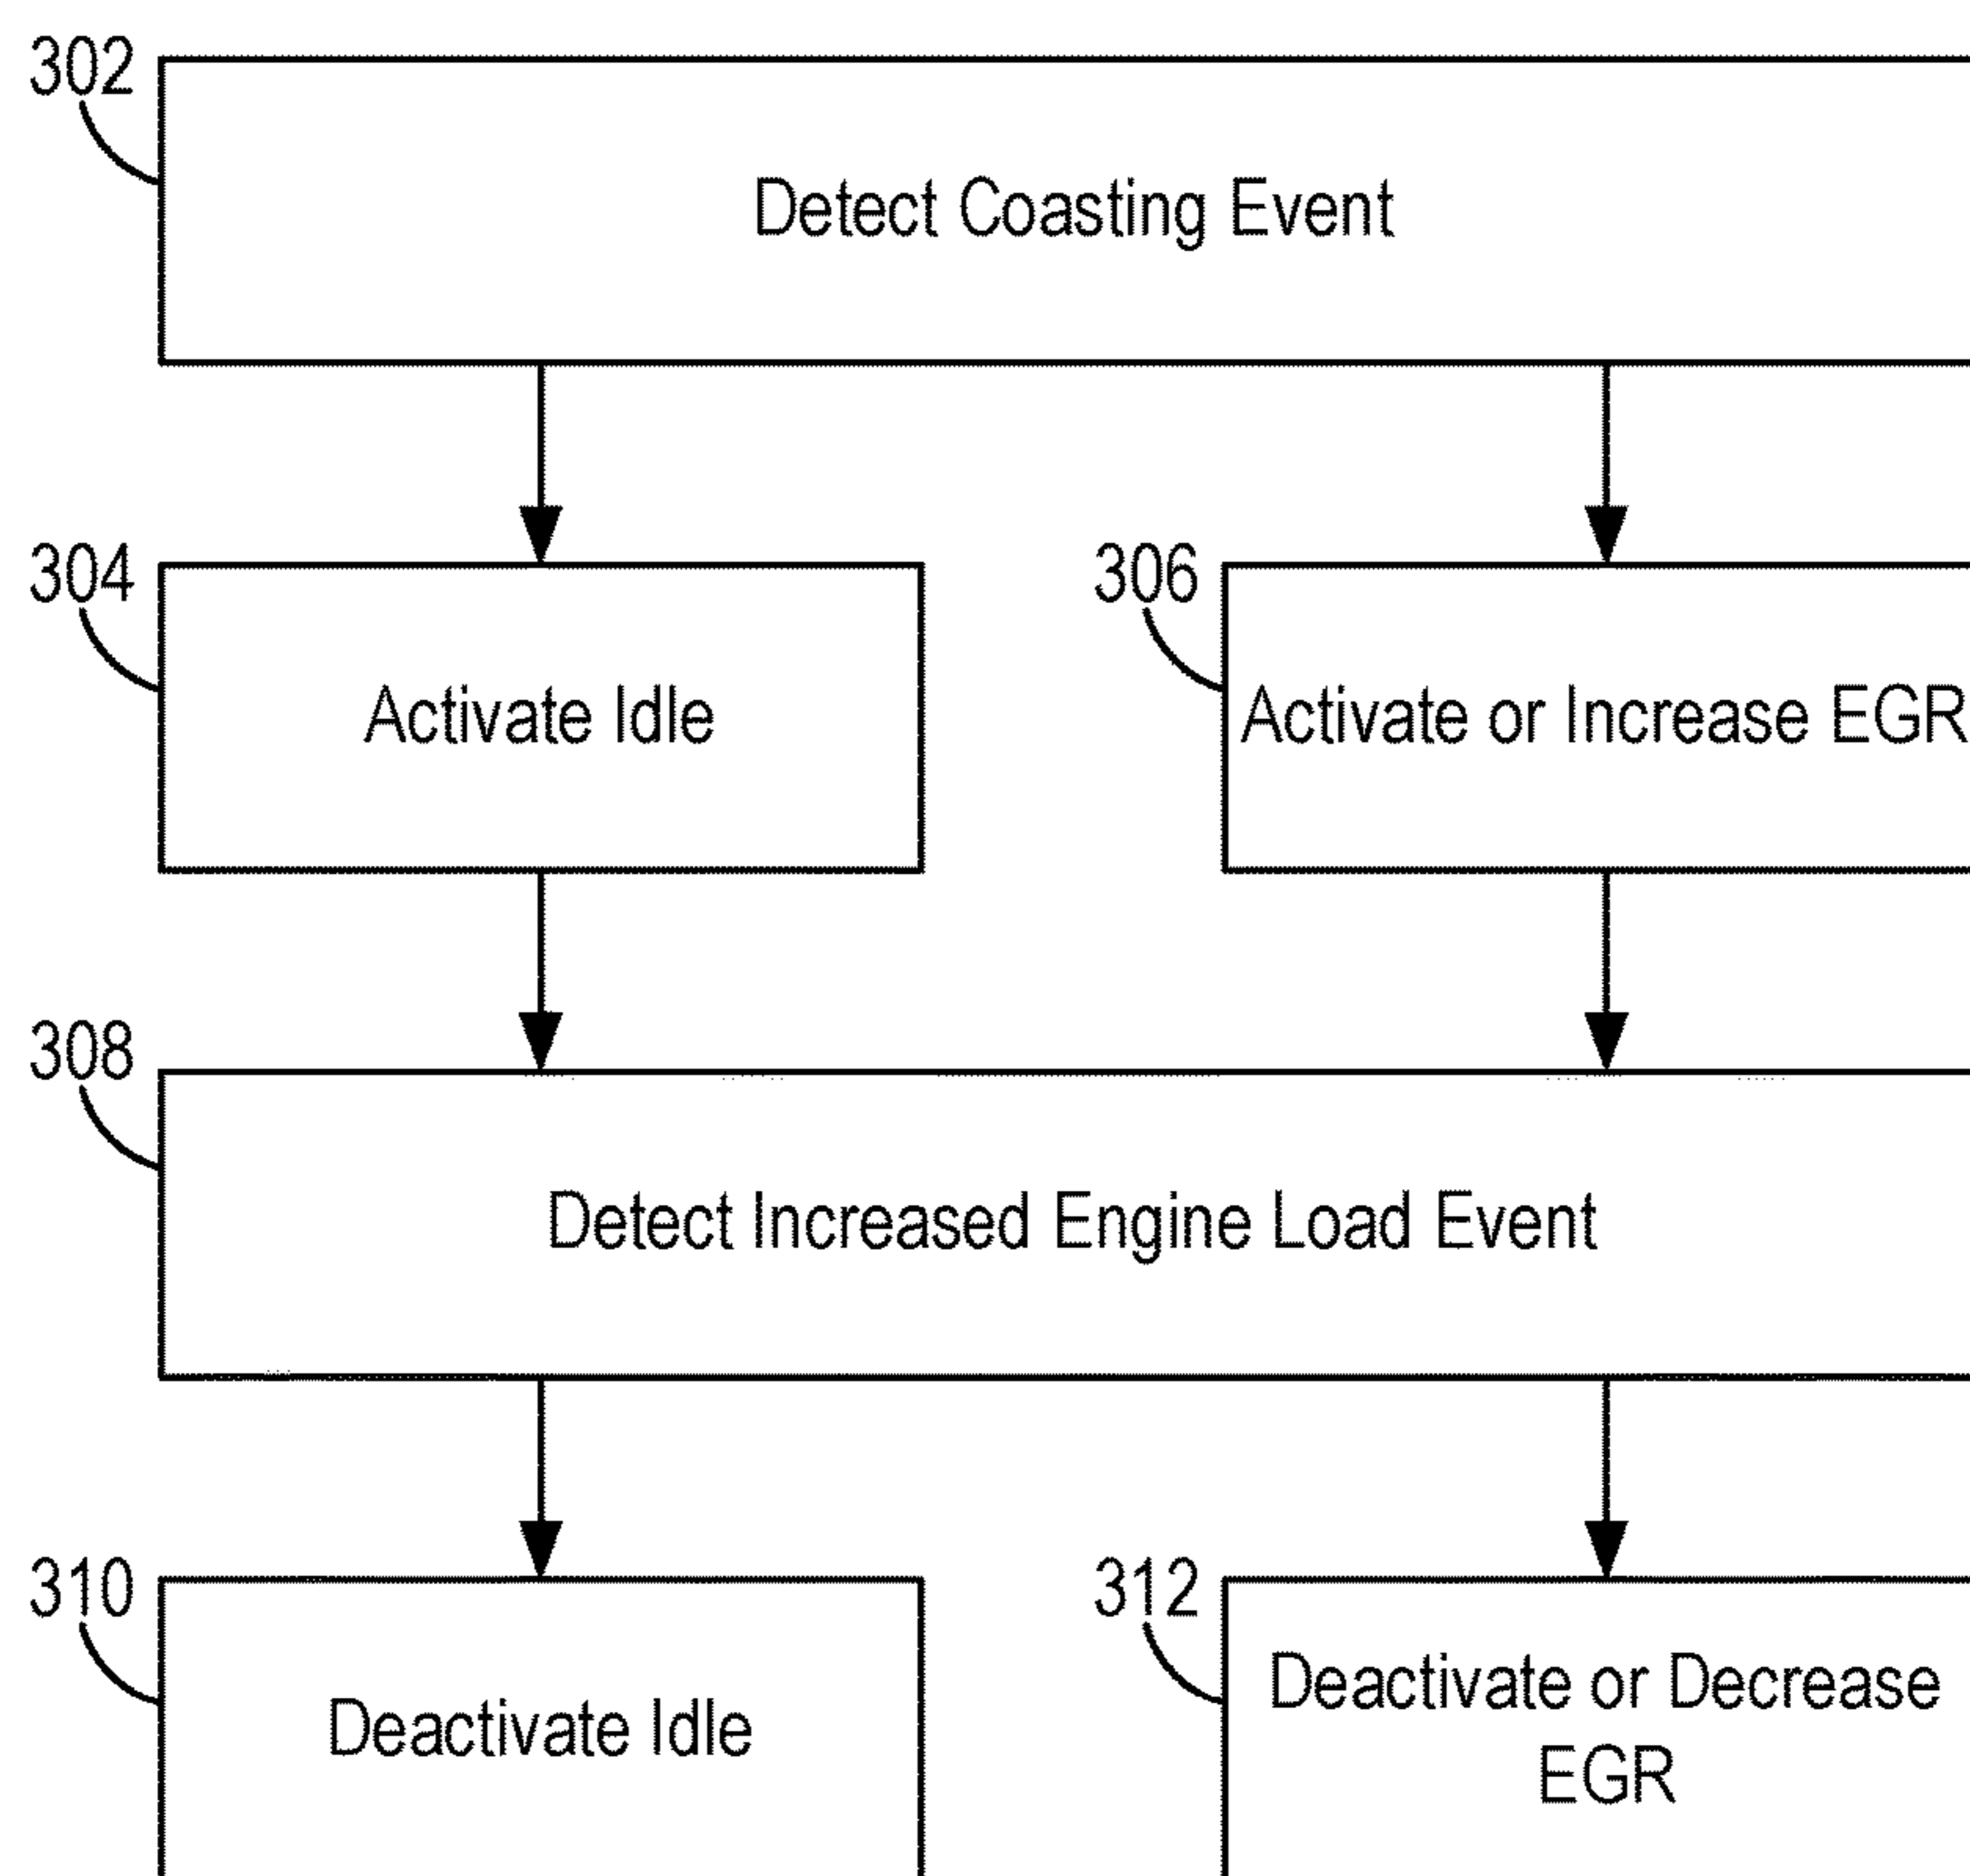 302
Detect Coasting Event
304
Activate Idle
306
Activate or Increase EGR
308
Detect Increased Engine Load Event
310
Deactivate Idle
312
Deactivate or Decrease
EGR